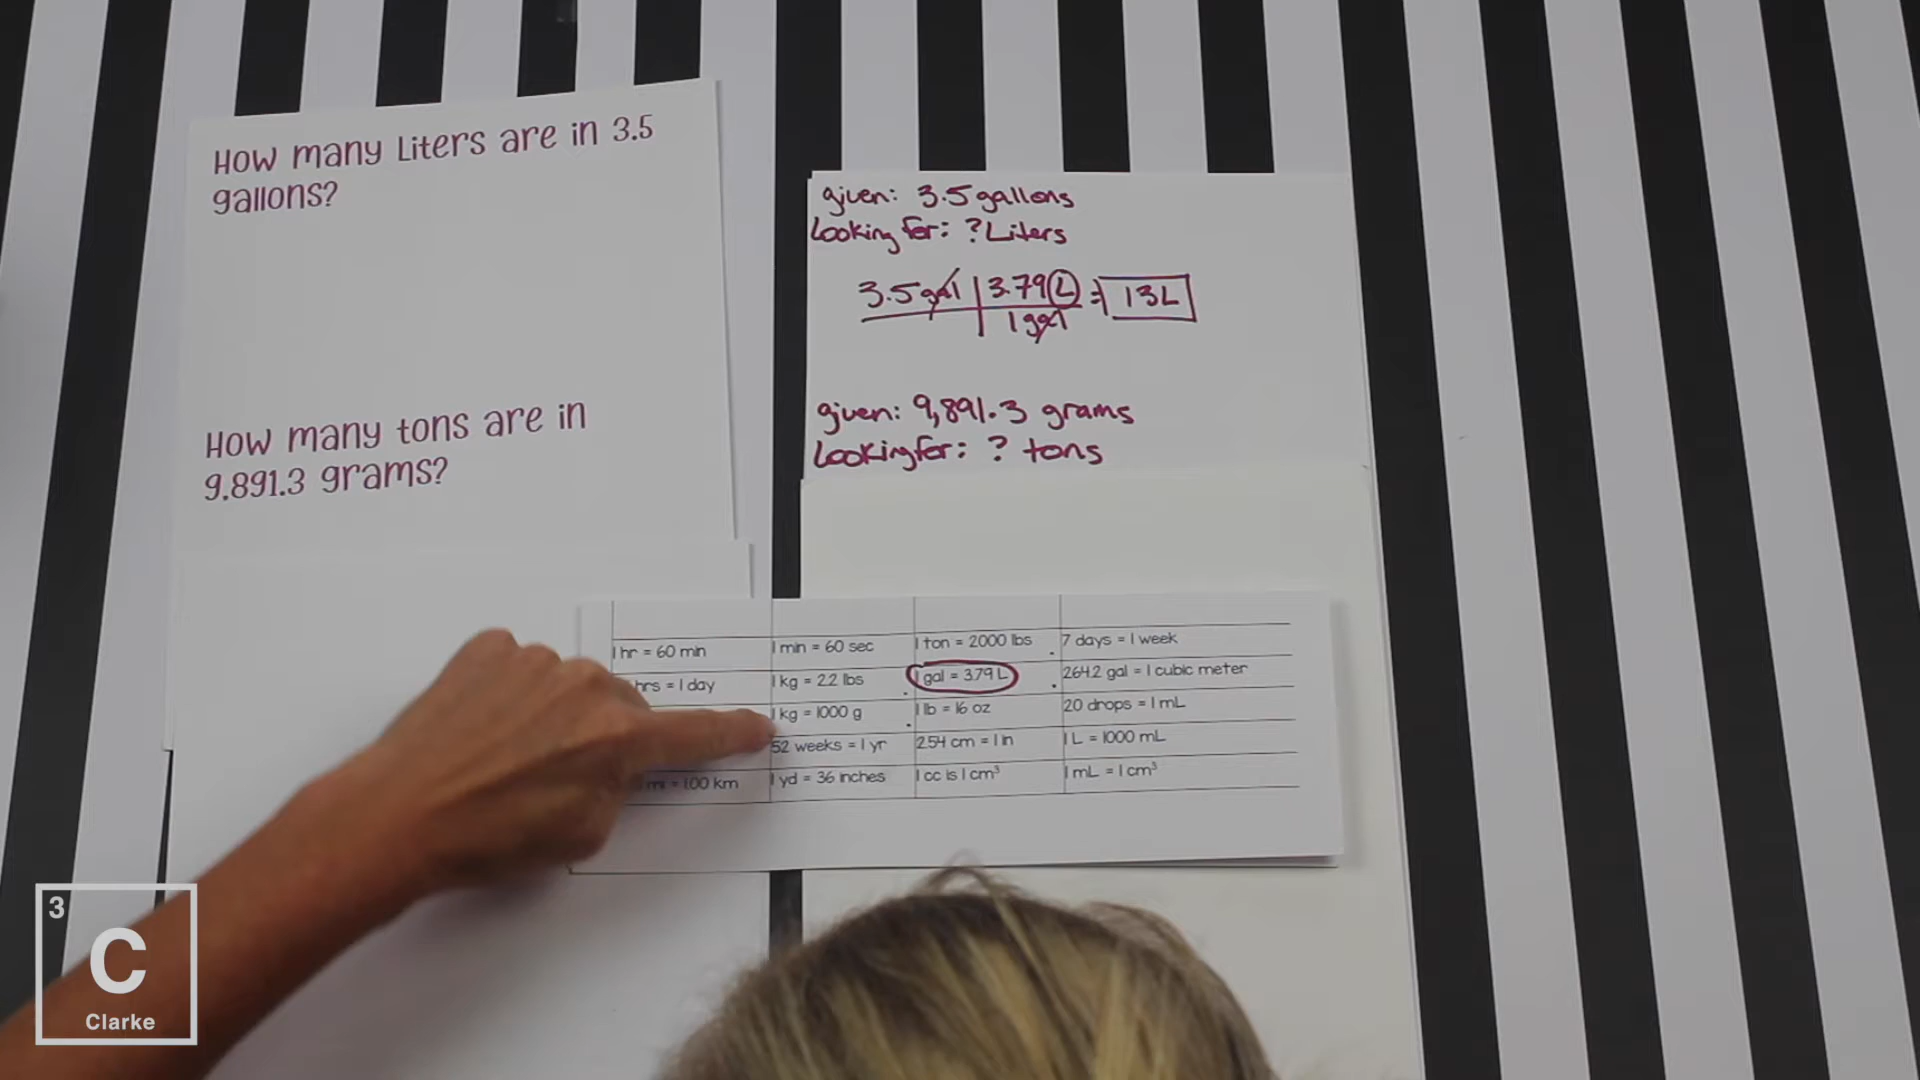 How many Liters are in 3.5
gallons?
How many tons are in
9.891.3 grams?
given: 3.5 gallons
Looking for: ? Liters
3.5 gal | 3.79 L = 13L
1 gal
given: 9,891.3 grams
Looking for: ? tons
1 hr = 60 min
1 min = 60 sec
1 ton = 2000 lbs
7 days = 1 week
hrs = 1 day
1 kg = 2.2 lbs
1 gal = 3.79 L
264.2 gal = 1 cubic meter
1 kg = 1000 g
1 lb = 16 oz
20 drops = 1 mL
52 weeks = 1 yr
2.54 cm = 1 in
1 L = 1000 mL
mi = 1.00 km
1 yd = 36 inches
1 cc is 1 cm³
1 mL = 1 cm³
3
C
Clarke